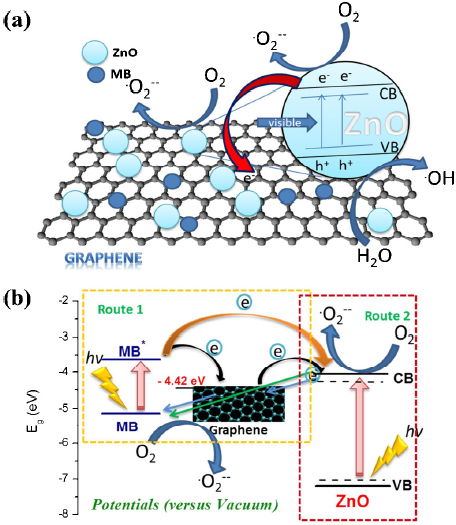 (a)
ZnO
MB
·O₂⁻⁻
O₂
·O₂⁻⁻
O₂
e⁻ e⁻
CB
visible
ZnO
VB
h⁺ h⁺
e⁻
·OH
H₂O
GRAPHENE
(b)
-2
-3
-4
-5
-6
-7
-8
E₉ (eV)
Route 1
e
MB*
hν
e
e
- 4.42 eV
e
MB
Graphene
O₂
·O₂⁻⁻
Potentials (versus Vacuum)
Route 2
·O₂⁻⁻
O₂
CB
hν
VB
ZnO